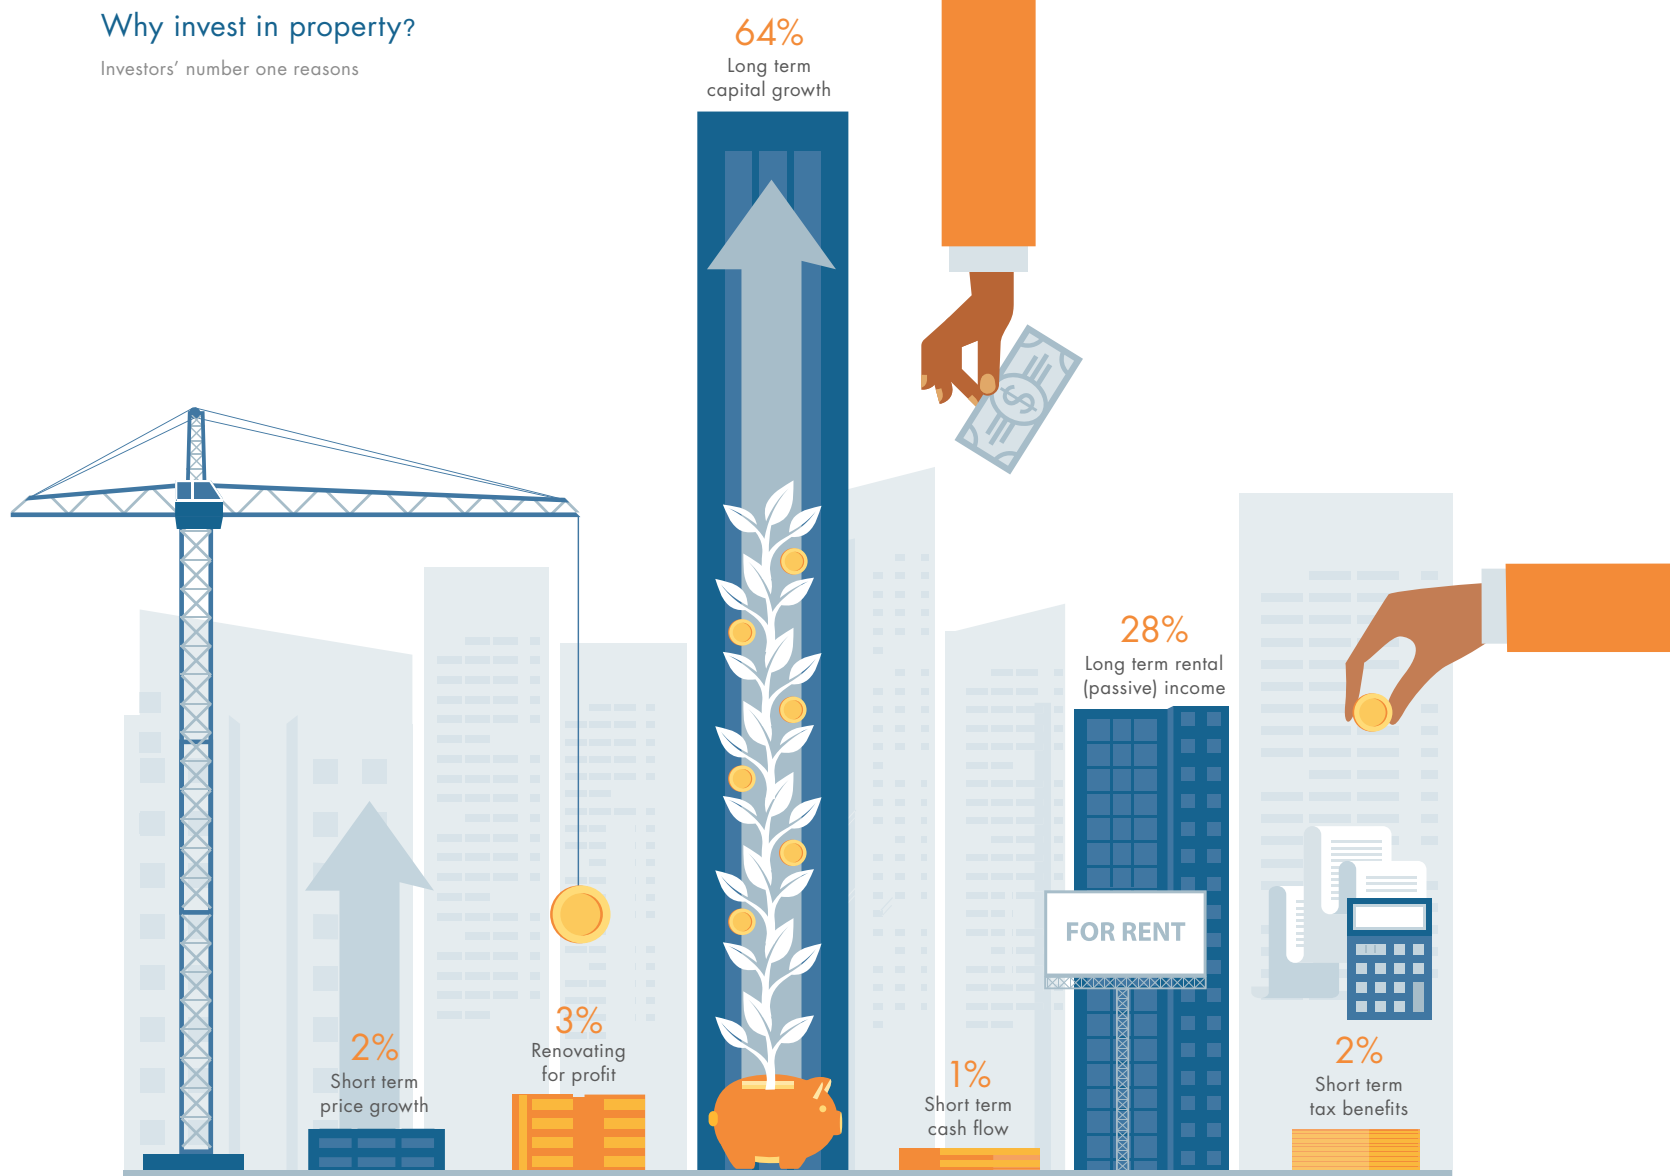 Why invest in property?
Investors' number one reasons
64%
Long term
capital growth
28%
Long term rental
(passive) income
FOR RENT
2%
Short term
price growth
3%
Renovating
for profit
1%
Short term
cash flow
2%
Short term
tax benefits
$